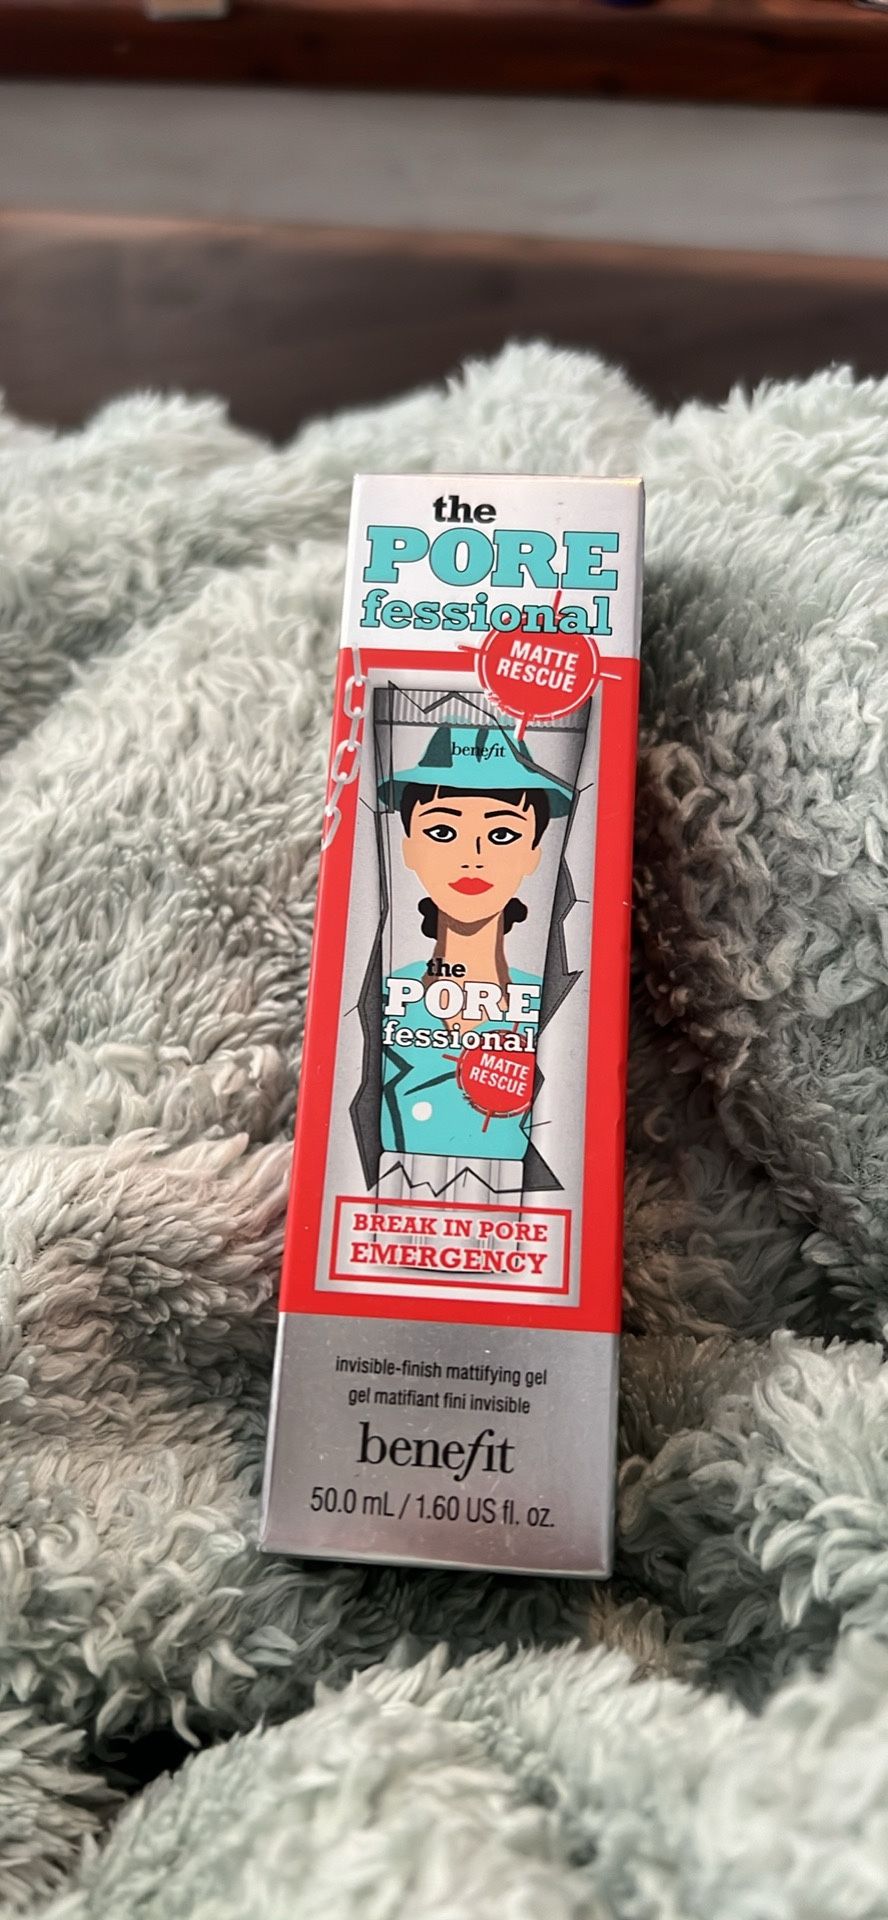 the
PORE
fessional
MATTE
RESCUE
benefit
the
PORE
fessional
MATTE
RESCUE
BREAK IN PORE
EMERGENCY
invisible-finish mattifying gel
gel matifiant fini invisible
benefit
50.0 mL / 1.60 US fl. oz.